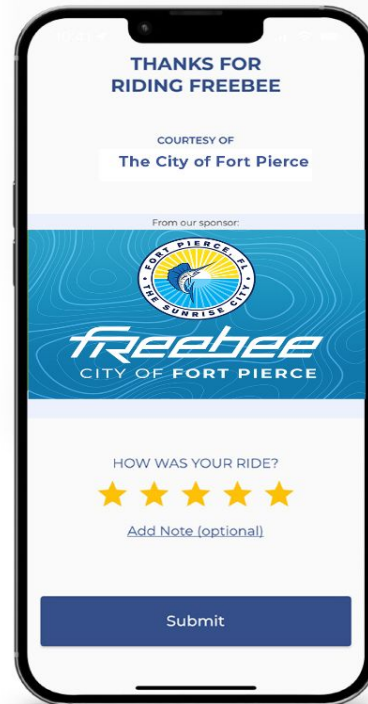 THANKS FOR
RIDING FREEBEE
COURTESY OF
The City of Fort Pierce
From our sponsor:
FORT PIERCE, FL
THE SUNRISE CITY
freebee
CITY OF FORT PIERCE
HOW WAS YOUR RIDE?
Add Note (optional)
Submit